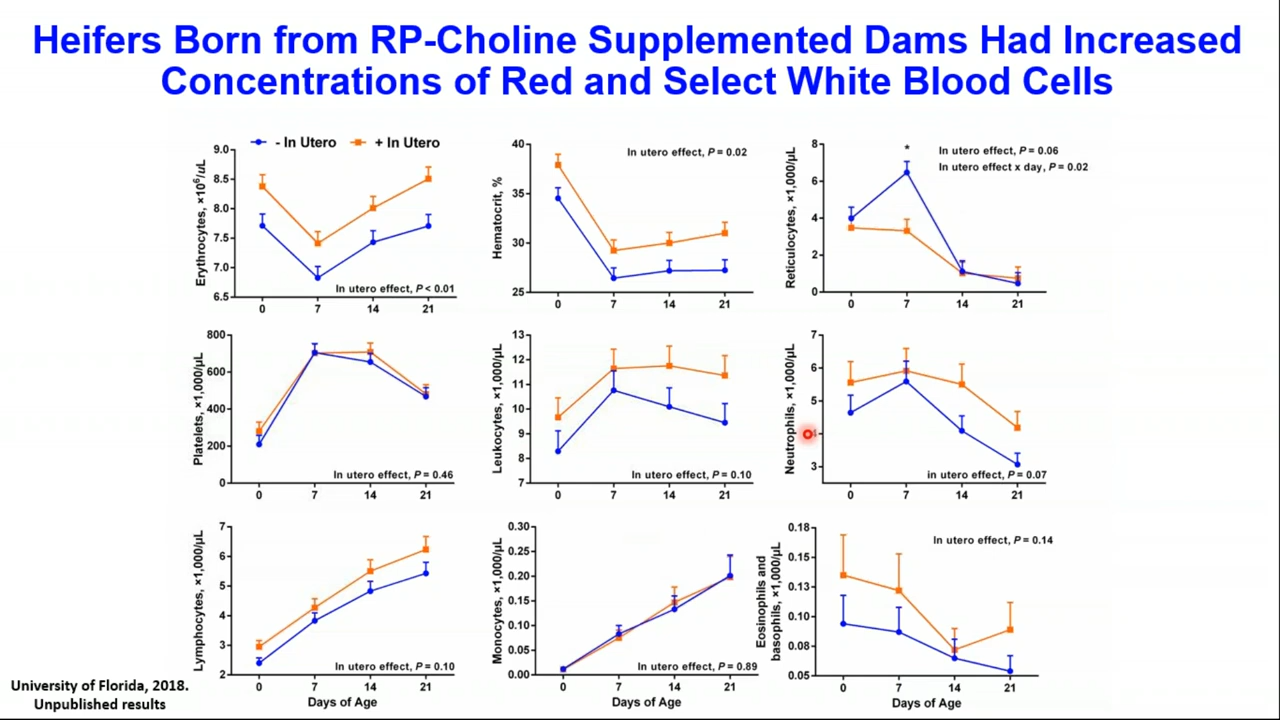 Heifers Born from RP-Choline Supplemented Dams Had Increased
Concentrations of Red and Select White Blood Cells
- In Utero
+ In Utero
Erythrocytes, ×10⁶/uL
9.0
8.5
8.0
7.5
7.0
6.5
In utero effect, P < 0.01
0 7 14 21
Hematocrit, %
40
35
30
25
In utero effect, P = 0.02
0 7 14 21
Reticulocytes, ×1,000/µL
8
6
4
2
0
*
In utero effect, P = 0.06
In utero effect x day, P = 0.02
0 7 14 21
Platelets, ×1,000/µL
800
600
400
200
0
In utero effect, P = 0.46
0 7 14 21
Leukocytes, ×1,000/µL
13
12
11
10
9
8
7
In utero effect, P = 0.10
0 7 14 21
Neutrophils, ×1,000/µL
7
6
5
4
3
in utero effect, P = 0.07
0 7 14 21
Lymphocytes, ×1,000/µL
7
6
5
4
3
2
In utero effect, P = 0.10
0 7 14 21
Days of Age
Monocytes, ×1,000/µL
0.30
0.25
0.20
0.15
0.10
0.05
0.00
In utero effect, P = 0.89
0 7 14 21
Days of Age
Eosinophils and
basophils, ×1,000/µL
0.18
0.15
0.13
0.10
0.08
0.05
In utero effect, P = 0.14
0 7 14 21
Days of Age
University of Florida, 2018.
Unpublished results